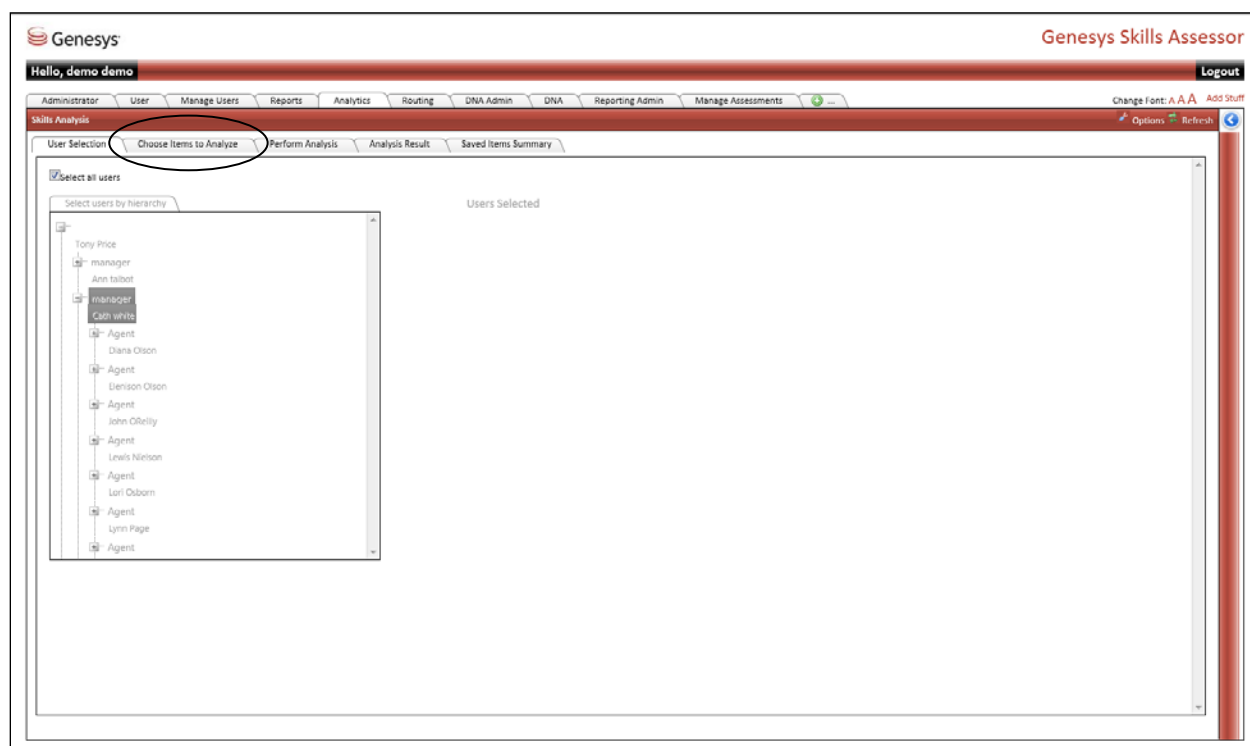 Genesys
Genesys Skills Assessor
Hello, demo demo
Logout
Administrator User Manage Users Reports Analytics Routing DNA Admin DNA Reporting Admin Manage Assessments ... Change Font: A A A Add Stuff
Skills Analysis Options Refresh
User Selection Choose Items to Analyze Perform Analysis Analysis Result Saved Items Summary
Select all users
Select users by hierarchy Users Selected
Tony Price
manager
Ann talbot
manager
Cath white
Agent
Diana Olson
Agent
Elenison Olson
Agent
John OReilly
Agent
Lewis Nielson
Agent
Lori Osborn
Agent
Lynn Page
Agent